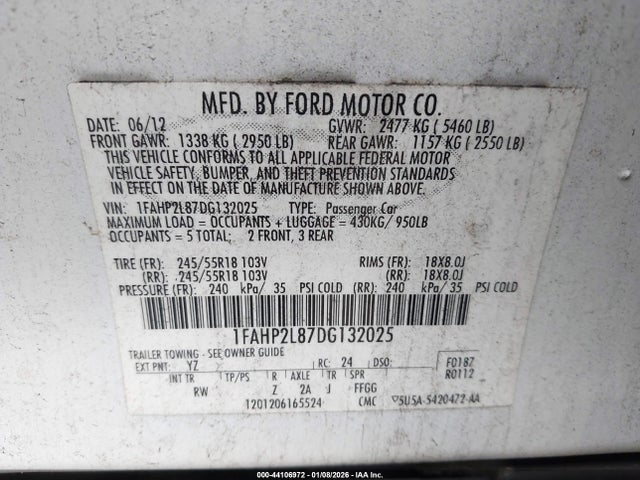 MFD. BY FORD MOTOR CO.
DATE: 06/12 GVWR: 2477 KG ( 5460 LB)
FRONT GAWR: 1338 KG ( 2950 LB) REAR GAWR: 1157 KG ( 2550 LB)
THIS VEHICLE CONFORMS TO ALL APPLICABLE FEDERAL MOTOR
VEHICLE SAFETY, BUMPER, AND THEFT PREVENTION STANDARDS
IN EFFECT ON THE DATE OF MANUFACTURE SHOWN ABOVE.
VIN: 1FAHP2L87DG132025 TYPE: Passenger Car
MAXIMUM LOAD = OCCUPANTS + LUGGAGE = 430KG/ 950LB
OCCUPANTS = 5 TOTAL; 2 FRONT, 3 REAR
TIRE (FR): 245/55R18 103V RIMS (FR): 18X8.0J
(RR): 245/55R18 103V (RR): 18X8.0J
PRESSURE (FR): 240 kPa/ 35 PSI COLD (RR): 240 kPa/ 35 PSI COLD
1FAHP2L87DG132025
TRAILER TOWING - SEE OWNER GUIDE
EXT PNT: YZ RC: 24 DSO: F0187
R0112
INT TR TP/PS R AXLE TR SPR
RW Z 2A J FFGG
1201206165524 CMC 5USA-5420472-AA
000-44106972 - 01/08/2026 - IAA Inc.